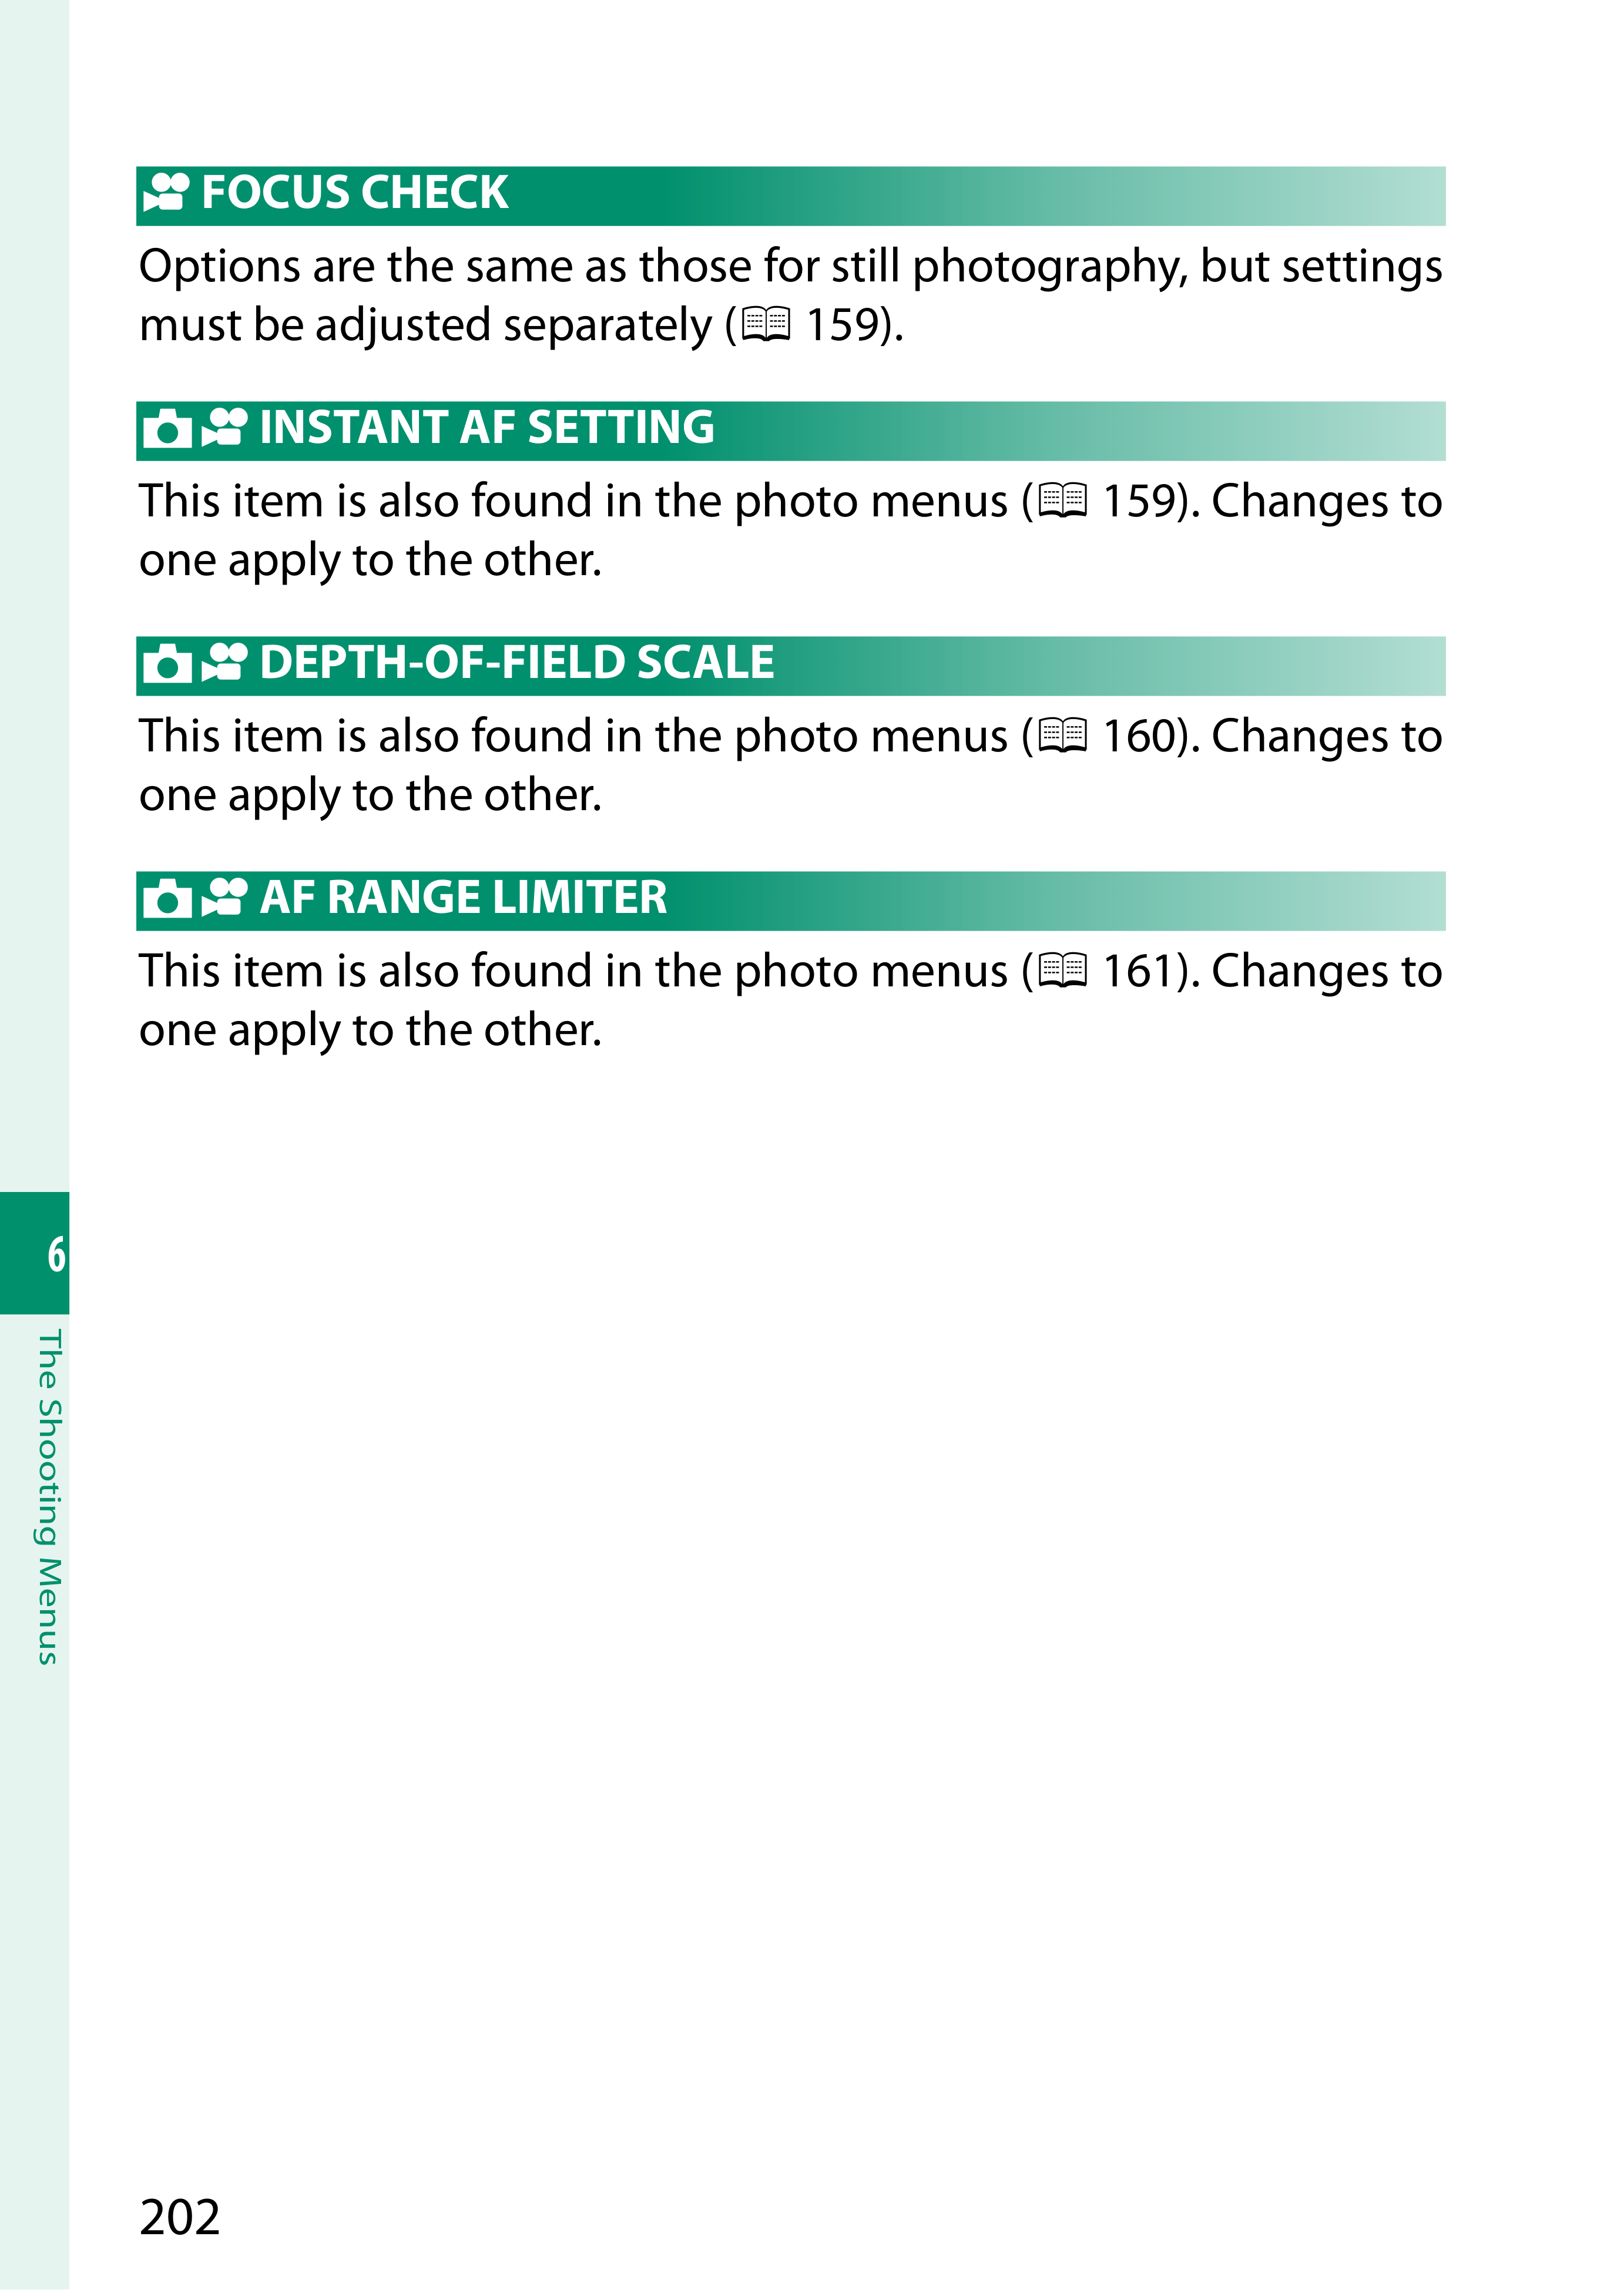 FOCUS CHECK
Options are the same as those for still photography, but settings
must be adjusted separately ( 159).
INSTANT AF SETTING
This item is also found in the photo menus ( 159). Changes to
one apply to the other.
DEPTH-OF-FIELD SCALE
This item is also found in the photo menus ( 160). Changes to
one apply to the other.
AF RANGE LIMITER
This item is also found in the photo menus ( 161). Changes to
one apply to the other.
6
The Shooting Menus
202